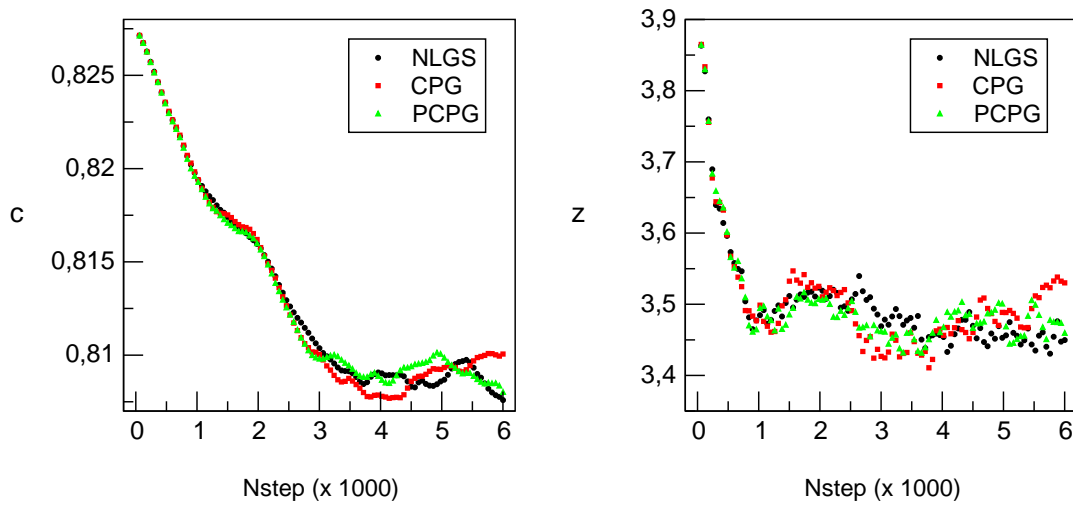 0,825
0,82
0,815
0,81
c
0 1 2 3 4 5 6
Nstep (x 1000)
NLGS
CPG
PCPG
3,9
3,8
3,7
3,6
3,5
3,4
z
0 1 2 3 4 5 6
Nstep (x 1000)
NLGS
CPG
PCPG